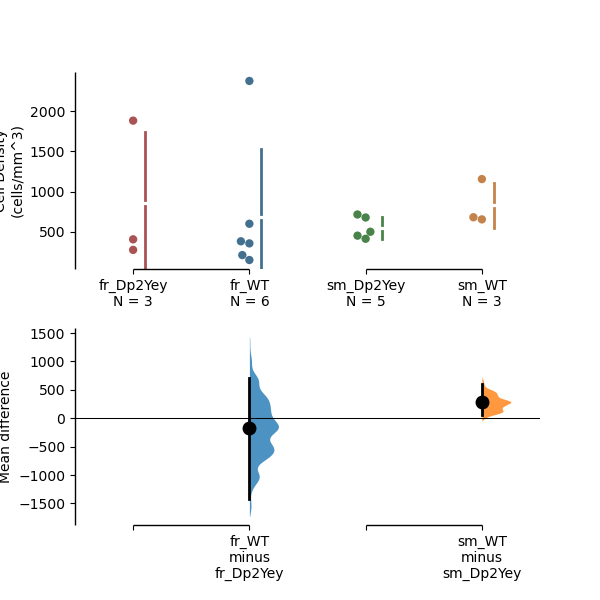 Cell Density
(cells/mm^3)
2000
1500
1000
500
fr_Dp2Yey
N = 3
fr_WT
N = 6
sm_Dp2Yey
N = 5
sm_WT
N = 3
Mean difference
1500
1000
500
0
−500
−1000
−1500
fr_WT
minus
fr_Dp2Yey
sm_WT
minus
sm_Dp2Yey